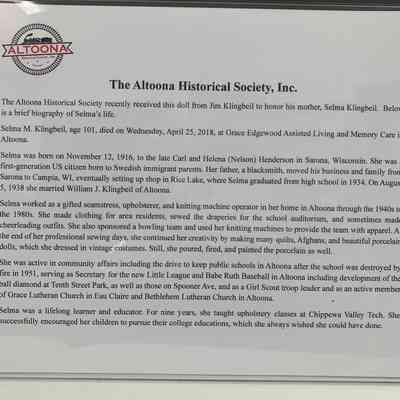 ALTOONA
The Altoona Historical Society, Inc.
The Altoona Historical Society recently received this doll from Jim Klingbeil to honor his mother, Selma Klingbeil. Below
is a brief biography of Selma's life.
Selma M. Klingbeil, age 101, died on Wednesday, April 25, 2018, at Grace Edgewood Assisted Living and Memory Care i
Altoona.
Selma was born on November 12, 1916, to the late Carl and Helena (Nelson) Henderson in Sarona, Wisconsin. She was
first-generation US citizen born to Swedish immigrant parents. Her father, a blacksmith, moved his business and family from
Sarona to Campia, WI, eventually setting up shop in Rice Lake, where Selma graduated from high school in 1934. On Augus
5, 1938 she married William J. Klingbeil of Altoona.
Selma worked as a gifted seamstress, upholsterer, and knitting machine operator in her home in Altoona through the 1940s to
the 1980s. She made clothing for area residents, sewed the draperies for the school auditorium, and sometimes made
cheerleading outfits. She also sponsored a bowling team and used her knitting machines to provide the team with apparel. A
the end of her professional sewing days, she continued her creativity by making many quilts, Afghans, and beautiful porcelain
dolls, which she dressed in vintage costumes. Still, she poured, fired, and painted the porcelain as well.
She was active in community affairs including the drive to keep public schools in Altoona after the school was destroyed by
fire in 1951, serving as Secretary for the new Little League and Babe Ruth Baseball in Altoona including development of the
ball diamond at Tenth Street Park, as well as those on Spooner Ave, and as a Girl Scout troop leader and as an active member
of Grace Lutheran Church in Eau Claire and Bethlehem Lutheran Church in Altoona.
Selma was a lifelong learner and educator. For nine years, she taught upholstery classes at Chippewa Valley Tech. She
successfully encouraged her children to pursue their college educations, which she always wished she could have done.